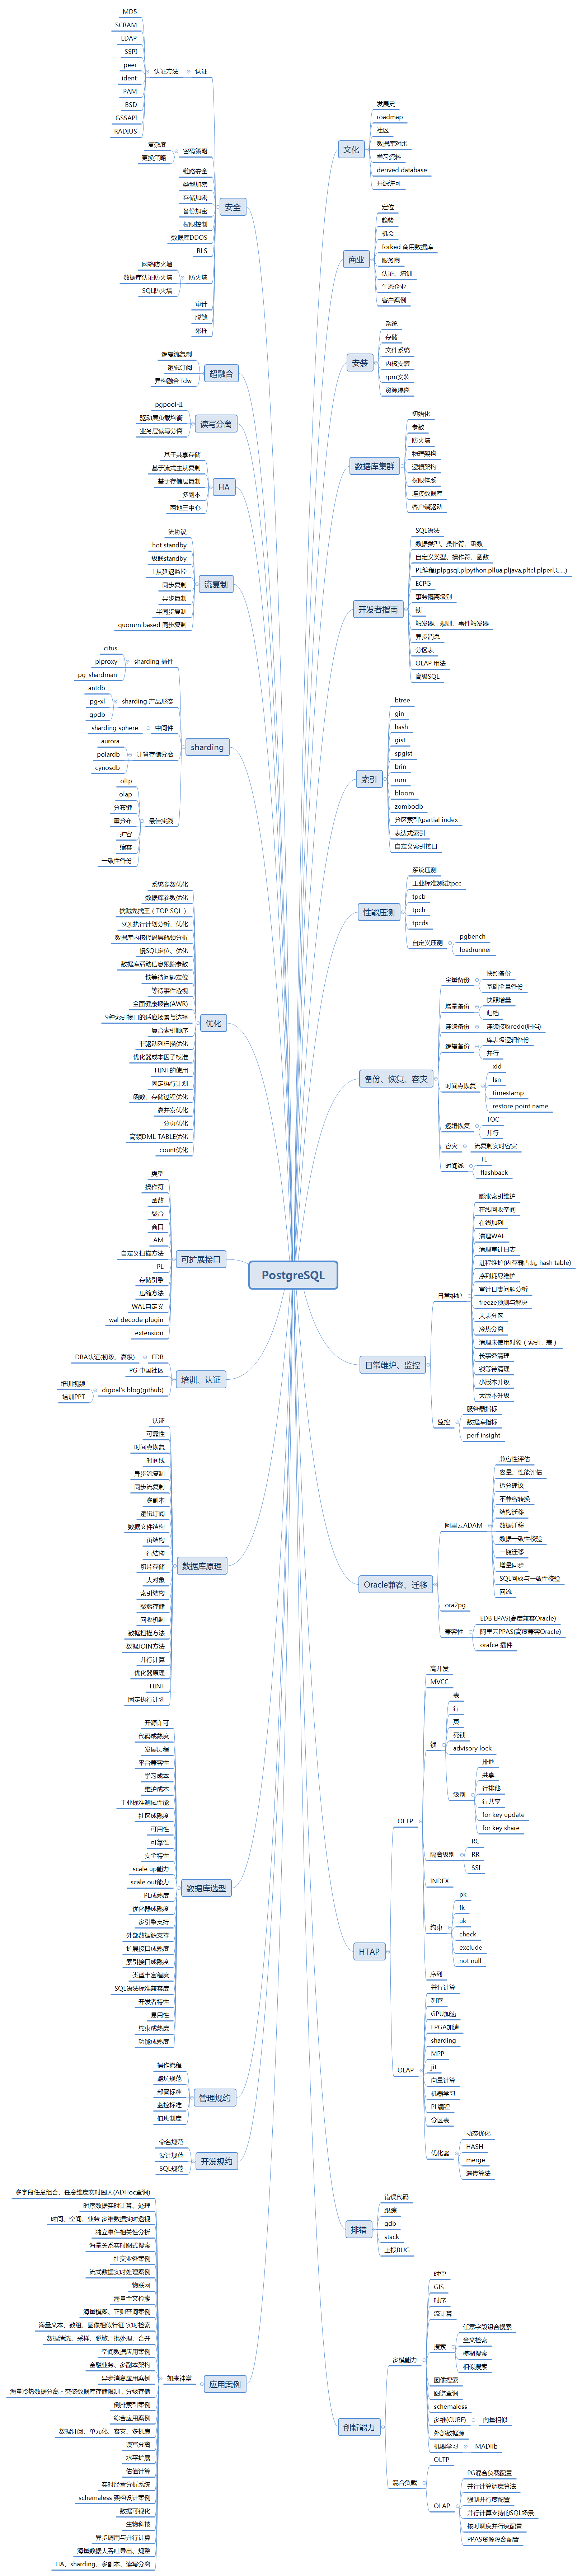 PostgreSQL
文化
发展史
roadmap
社区
数据库对比
学习资料
derived database
开源许可
商业
定位
趋势
机会
forked 商用数据库
服务商
认证、培训
生态企业
客户案例
安装
系统
存储
文件系统
内核安装
rpm安装
资源隔离
数据库集群
初始化
参数
防火墙
物理架构
逻辑架构
权限体系
连接数据库
客户端驱动
开发者指南
SQL语法
数据类型、操作符、函数
自定义类型、操作符、函数
PL编程(plpgsql,plpython,pllua,pljava,pltcl,plperl,C,...)
ECPG
事务隔离级别
锁
触发器、规则、事件触发器
异步消息
分区表
OLAP 用法
高级SQL
索引
btree
gin
hash
gist
spgist
brin
rum
bloom
zombodb
分区索引\partial index
表达式索引
自定义索引接口
性能压测
系统压测
工业标准测试tpcc
tpcb
tpch
tpcds
自定义压测
pgbench
loadrunner
备份、恢复、容灾
全量备份
快照备份
基础全量备份
增量备份
快照增量
归档
连续备份
连续接收redo(归档)
逻辑备份
库表级逻辑备份
并行
时间点恢复
xid
lsn
timestamp
restore point name
逻辑恢复
TOC
并行
容灾
流复制实时容灾
时间线
TL
flashback
日常维护、监控
日常维护
膨胀索引维护
在线回收空间
在线加列
清理WAL
清理审计日志
进程维护(内存霸占坑, hash table)
序列耗尽维护
审计日志问题分析
freeze预测与解决
大表分区
冷热分离
清理未使用对象（索引，表）
长事务清理
锁等待清理
小版本升级
大版本升级
监控
服务器指标
数据库指标
perf insight
Oracle兼容、迁移
阿里云ADAM
兼容性评估
容量、性能评估
拆分建议
不兼容转换
结构迁移
数据迁移
数据一致性校验
一键迁移
增量同步
SQL回放与一致性校验
回流
ora2pg
兼容性
EDB EPAS(高度兼容Oracle)
阿里云PPAS(高度兼容Oracle)
orafce 插件
HTAP
OLTP
高并发
MVCC
锁
表
行
页
死锁
advisory lock
级别
排他
共享
行排他
行共享
for key update
for key share
隔离级别
RC
RR
SSI
INDEX
约束
pk
fk
uk
check
exclude
not null
序列
OLAP
并行计算
列存
GPU加速
FPGA加速
sharding
MPP
jit
向量计算
机器学习
PL编程
分区表
优化器
动态优化
HASH
merge
遗传算法
排错
错误代码
跟踪
gdb
stack
上报BUG
创新能力
多模能力
时空
GIS
时序
流计算
搜索
任意字段组合搜索
全文检索
模糊搜索
相似搜索
图像搜索
图谱查询
schemaless
多维(CUBE)
向量相似
外部数据源
机器学习
MADlib
混合负载
OLTP
OLAP
PG混合负载配置
并行计算调度算法
强制并行度配置
并行计算支持的SQL场景
按时调度并行度配置
PPAS资源隔离配置
安全
认证
认证方法
MD5
SCRAM
LDAP
SSPI
peer
ident
PAM
BSD
GSSAPI
RADIUS
密码策略
复杂度
更换策略
链路安全
类型加密
存储加密
备份加密
权限控制
数据库DDOS
RLS
防火墙
网络防火墙
数据库认证防火墙
SQL防火墙
审计
脱敏
采样
超融合
逻辑流复制
逻辑订阅
异构融合 fdw
读写分离
pgpool-II
驱动层负载均衡
业务层读写分离
HA
基于共享存储
基于流式主从复制
基于存储层复制
多副本
两地三中心
流复制
流协议
hot standby
级联standby
主从延迟监控
同步复制
异步复制
半同步复制
quorum based 同步复制
sharding
sharding 插件
citus
plproxy
pg_shardman
sharding 产品形态
antdb
pg-xl
gpdb
中间件
sharding sphere
计算存储分离
aurora
polardb
cynosdb
最佳实践
oltp
olap
分布键
重分布
扩容
缩容
一致性备份
优化
系统参数优化
数据库参数优化
擒贼先擒王（TOP SQL）
SQL执行计划分析、优化
数据库内核代码层瓶颈分析
慢SQL定位、优化
数据库活动信息跟踪参数
锁等待问题定位
等待事件透视
全面健康报告(AWR)
9种索引接口的适应场景与选择
复合索引顺序
非驱动列扫描优化
优化器成本因子校准
HINT的使用
固定执行计划
函数、存储过程优化
高并发优化
分页优化
高频DML TABLE优化
count优化
可扩展接口
类型
操作符
函数
聚合
窗口
AM
自定义扫描方法
PL
存储引擎
压缩方法
WAL自定义
wal decode plugin
extension
培训、认证
EDB
DBA认证(初级、高级)
PG 中国社区
digoal's blog(github)
培训视频
培训PPT
数据库原理
认证
可靠性
时间点恢复
时间线
异步流复制
同步流复制
多副本
逻辑订阅
数据文件结构
页结构
行结构
切片存储
大对象
索引结构
聚簇存储
回收机制
数据扫描方法
数据JOIN方法
并行计算
优化器原理
HINT
固定执行计划
数据库选型
开源许可
代码成熟度
发展历程
平台兼容性
学习成本
维护成本
工业标准测试性能
社区成熟度
可用性
可靠性
安全特性
scale up能力
scale out能力
PL成熟度
优化器成熟度
多引擎支持
外部数据源支持
扩展接口成熟度
索引接口成熟度
类型丰富程度
SQL语法标准兼容度
开发者特性
易用性
约束成熟度
功能成熟度
管理规约
操作流程
避坑规范
部署标准
监控标准
值班制度
开发规约
命名规范
设计规范
SQL规范
应用案例
如来神掌
多字段任意组合、任意维度实时圈人(ADHoc查询)
时序数据实时计算、处理
时间、空间、业务 多维数据实时透视
独立事件相关性分析
海量关系实时图式搜索
社交业务案例
流式数据实时处理案例
物联网
海量全文检索
海量模糊、正则查询案例
海量文本、数组、图像相似特征 实时检索
数据清洗、采样、脱敏、批处理、合并
空间数据应用案例
金融业务、多副本架构
异步消息应用案例
海量冷热数据分离 - 突破数据库存储限制，分级存储
倒排索引案例
综合应用案例
数据订阅、单元化、容灾、多机房
读写分离
水平扩展
估值计算
实时经营分析系统
schemaless 架构设计案例
数据可视化
生物科技
异步调用与并行计算
海量数据大吞吐导出、规整
HA、sharding、多副本、读写分离